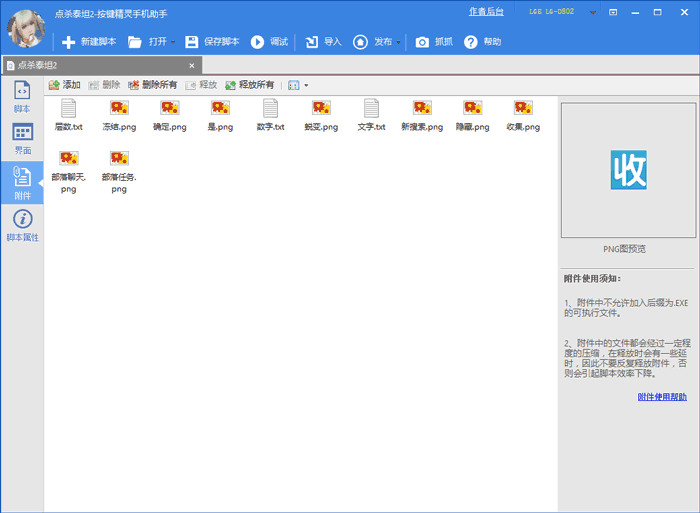 点杀泰坦2-按键精灵手机助手
作者后台
LGE LG-D802
新建脚本
打开
保存脚本
调试
导入
发布
抓抓
帮助
点杀泰坦2
添加
删除
删除所有
释放
释放所有
脚本
界面
附件
脚本属性
层数.txt
冻结.png
确定.png
是.png
数字.txt
蜕变.png
文字.txt
新搜索.png
隐藏.png
收集.png
部落聊天.
png
部落任务.
png
收
PNG图预览
附件使用须知：
1、附件中不允许加入后缀为.EXE
的可执行文件。
2、附件中的文件都会经过一定程
度的压缩，在释放时会有一些延
时，因此不要反复释放附件，否
则会引起脚本效率下降。
附件使用帮助